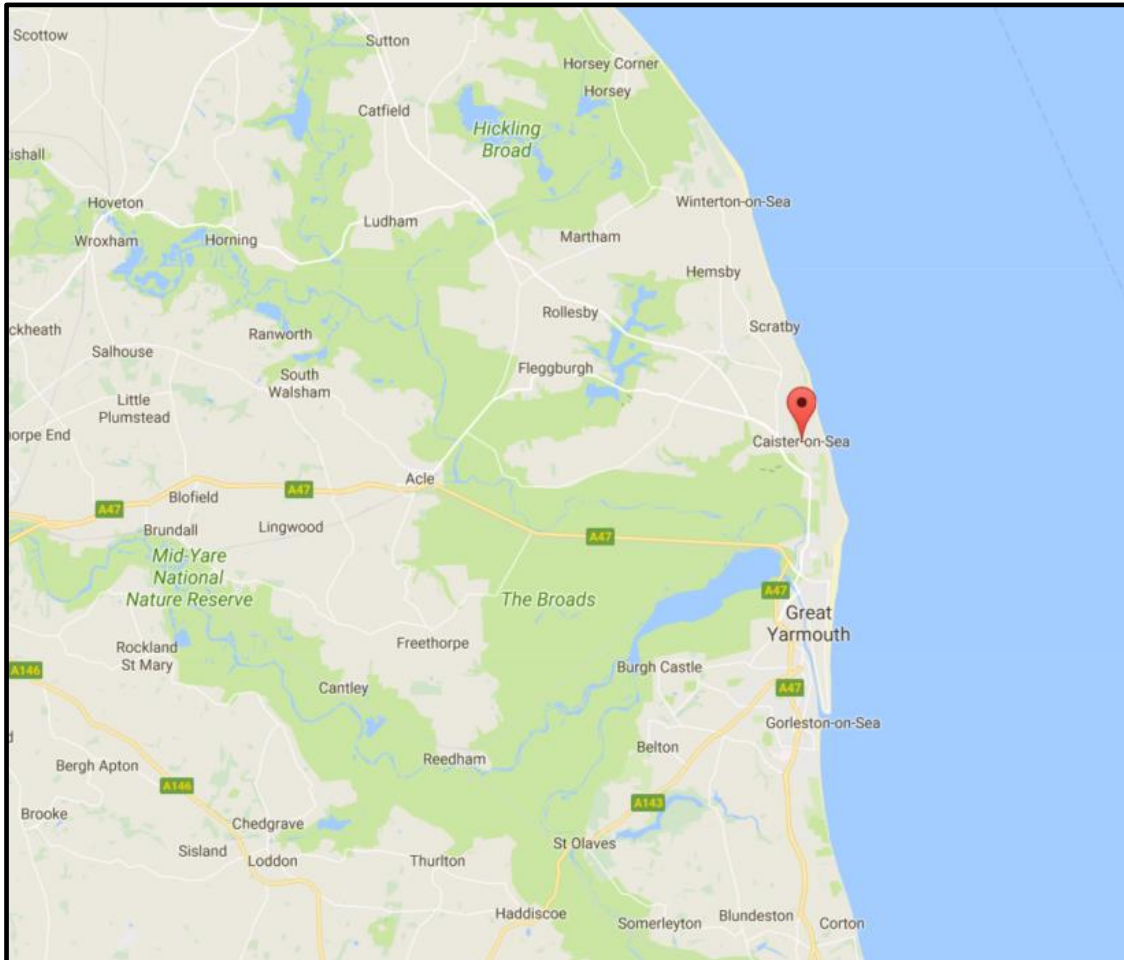 Scottow
Sutton
Horsey Corner
Horsey
Catfield
Hickling
Broad
ishall
Hoveton
Winterton-on-Sea
Ludham
Wroxham
Horning
Martham
Hemsby
Rollesby
ckheath
Ranworth
Scratby
Salhouse
Fleggburgh
South
Walsham
Little
Plumstead
horpe End
Caister-on-Sea
Acle
A47
Blofield
A47
Brundall
Lingwood
A47
Mid-Yare
National
Nature Reserve
The Broads
A47
Great
Yarmouth
Freethorpe
Rockland
St Mary
Burgh Castle
A146
Cantley
A47
Gorleston-on-Sea
d
Belton
Reedham
Bergh Apton
A146
A143
Brooke
Chedgrave
St Olaves
Sisland
Loddon
Thurlton
Haddiscoe
Somerleyton
Blundeston
Corton